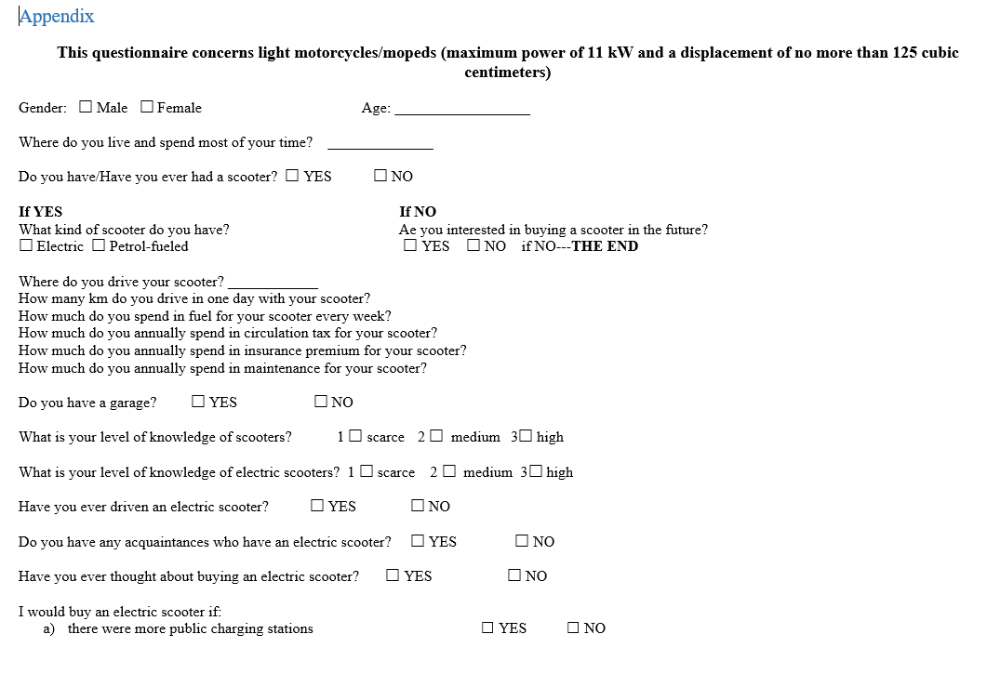 Appendix
This questionnaire concerns light motorcycles/mopeds (maximum power of 11 kW and a displacement of no more than 125 cubic
centimeters)
Gender: ☐ Male ☐ Female Age: ____________________
Where do you live and spend most of your time? _______________
Do you have/Have you ever had a scooter? ☐ YES ☐ NO
If YES If NO
What kind of scooter do you have? Ae you interested in buying a scooter in the future?
☐ Electric ☐ Petrol-fueled ☐ YES ☐ NO if NO---THE END
Where do you drive your scooter? _____________
How many km do you drive in one day with your scooter?
How much do you spend in fuel for your scooter every week?
How much do you annually spend in circulation tax for your scooter?
How much do you annually spend in insurance premium for your scooter?
How much do you annually spend in maintenance for your scooter?
Do you have a garage? ☐ YES ☐ NO
What is your level of knowledge of scooters? 1 ☐ scarce 2 ☐ medium 3☐ high
What is your level of knowledge of electric scooters? 1 ☐ scarce 2 ☐ medium 3☐ high
Have you ever driven an electric scooter? ☐ YES ☐ NO
Do you have any acquaintances who have an electric scooter? ☐ YES ☐ NO
Have you ever thought about buying an electric scooter? ☐ YES ☐ NO
I would buy an electric scooter if:
a) there were more public charging stations ☐ YES ☐ NO